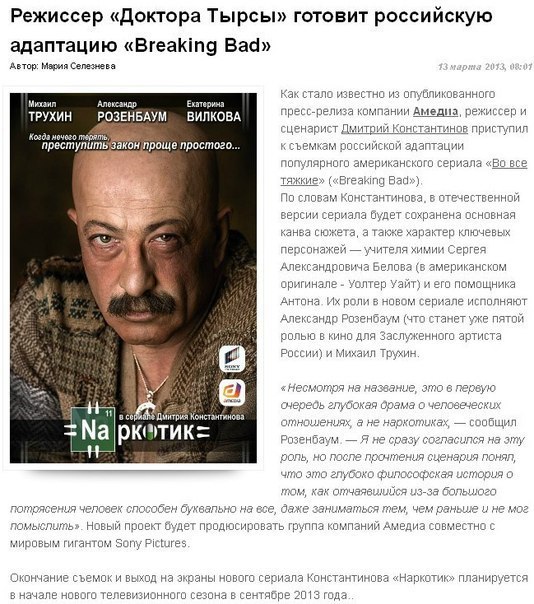 Режиссер «Доктора Тырсы» готовит российскую
адаптацию «Breaking Bad»
Автор: Мария Селезнева
13 марта 2013, 08:01
Михаил
ТРУХИН
Александр
РОЗЕНБАУМ
Екатерина
ВИЛКОВА
Когда нечего терять,
преступить закон проще простого...
SONY
амедиа
в сериале Дмитрия Константинова
11
Naркотик
Как стало известно из опубликованного
пресс-релиза компании Амедиа, режиссер и
сценарист Дмитрий Константинов приступил
к съемкам российской адаптации
популярного американского сериала «Во все
тяжкие» («Breaking Bad»).
По словам Константинова, в отечественной
версии сериала будет сохранена основная
канва сюжета, а также характер ключевых
персонажей — учителя химии Сергея
Александровича Белова (в американском
оригинале - Уолтер Уайт) и его помощника
Антона. Их роли в новом сериале исполняют
Александр Розенбаум (что станет уже пятой
ролью в кино для Заслуженного артиста
России) и Михаил Трухин.
«Несмотря на название, это в первую
очередь глубокая драма о человеческих
отношениях, а не наркотиках, — сообщил
Розенбаум. — Я не сразу согласился на эту
роль, но после прочтения сценария понял,
что это глубоко философская история о
том, как отчаявшийся из-за большого
потрясения человек способен буквально на все, даже заниматься тем, чем раньше и не мог
помыслить». Новый проект будет продюсировать группа компаний Амедиа совместно с
мировым гигантом Sony Pictures.
Окончание съемок и выход на экраны нового сериала Константинова «Наркотик» планируется
в начале нового телевизионного сезона в сентябре 2013 года..